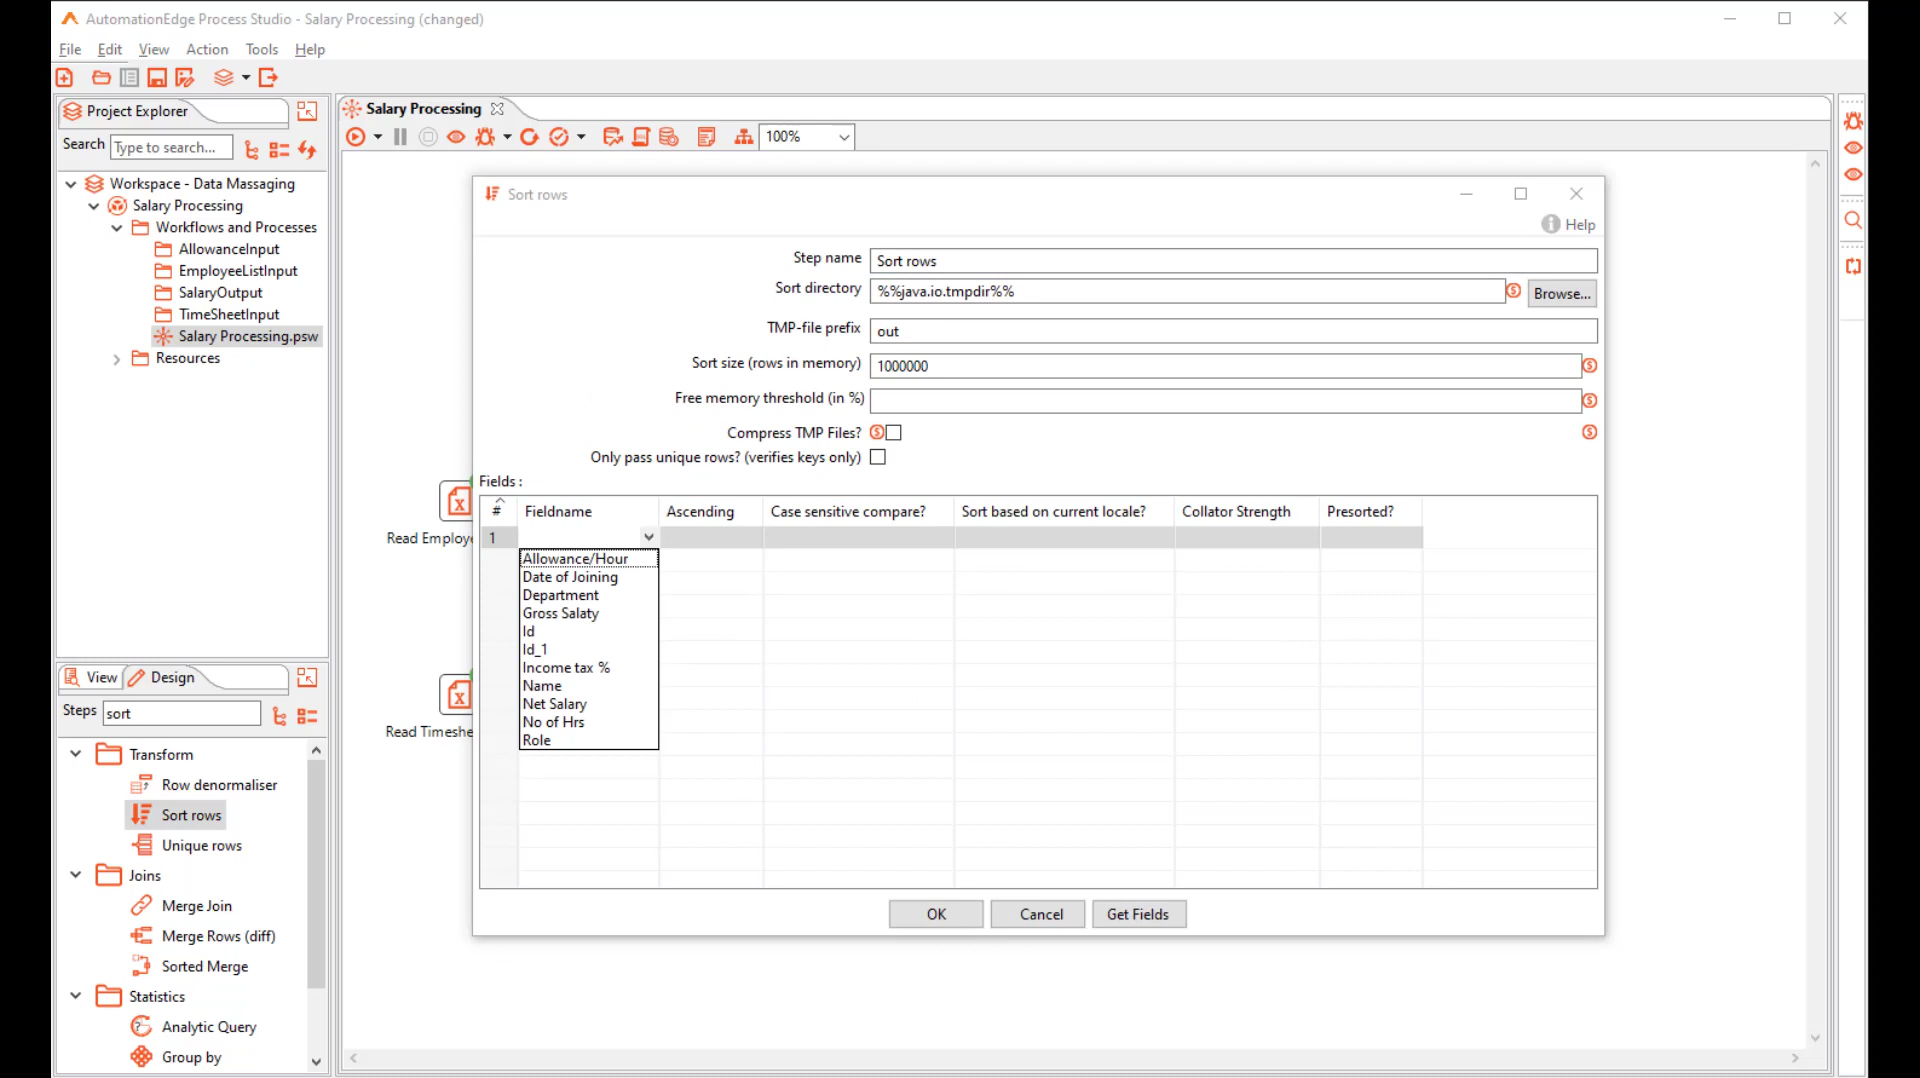 AutomationEdge Process Studio - Salary Processing (changed)
File Edit View Action Tools Help
Project Explorer
Search Type to search...
Workspace - Data Massaging
Salary Processing
Workflows and Processes
AllowanceInput
EmployeeListInput
SalaryOutput
TimeSheetInput
Salary Processing.psw
Resources
View Design
Steps sort
Transform
Row denormaliser
Sort rows
Unique rows
Joins
Merge Join
Merge Rows (diff)
Sorted Merge
Statistics
Analytic Query
Group by
Salary Processing
100%
Read Employe
Read Timeshe
Sort rows
Help
Step name Sort rows
Sort directory %%java.io.tmpdir%% Browse...
TMP-file prefix out
Sort size (rows in memory) 1000000
Free memory threshold (in %)
Compress TMP Files?
Only pass unique rows? (verifies keys only)
Fields :
# Fieldname Ascending Case sensitive compare? Sort based on current locale? Collator Strength Presorted?
1
Allowance/Hour
Date of Joining
Department
Gross Salaty
Id
Id_1
Income tax %
Name
Net Salary
No of Hrs
Role
OK Cancel Get Fields